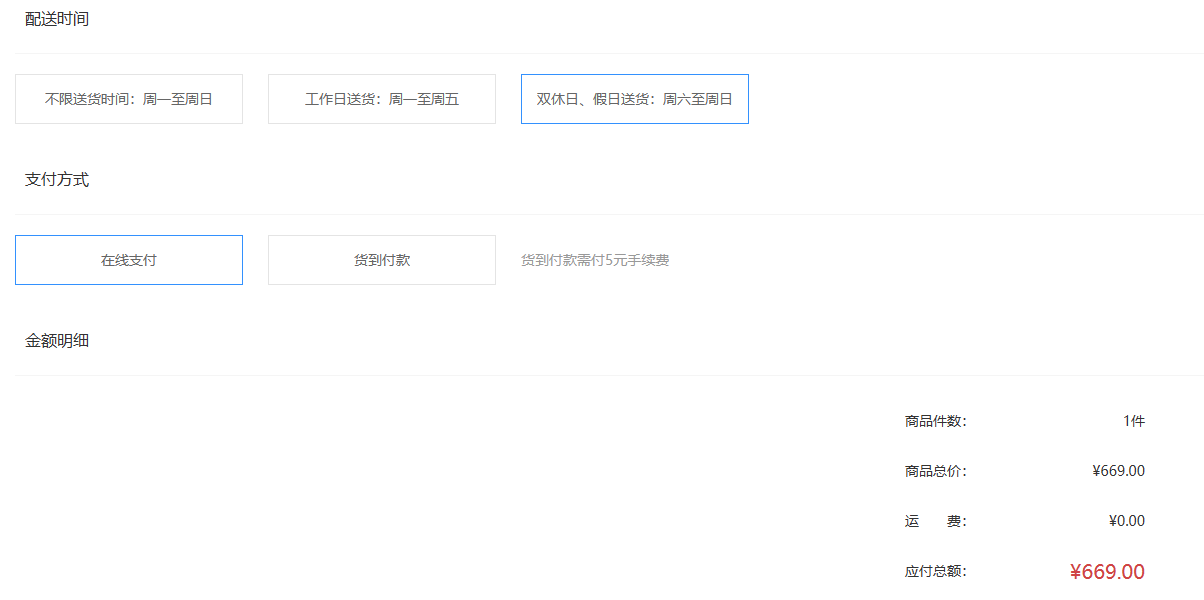 配送时间
不限送货时间：周一至周日 工作日送货：周一至周五 双休日、假日送货：周六至周日
支付方式
在线支付 货到付款 货到付款需付5元手续费
金额明细
商品件数： 1件
商品总价： ¥669.00
运　　费： ¥0.00
应付总额： ¥669.00